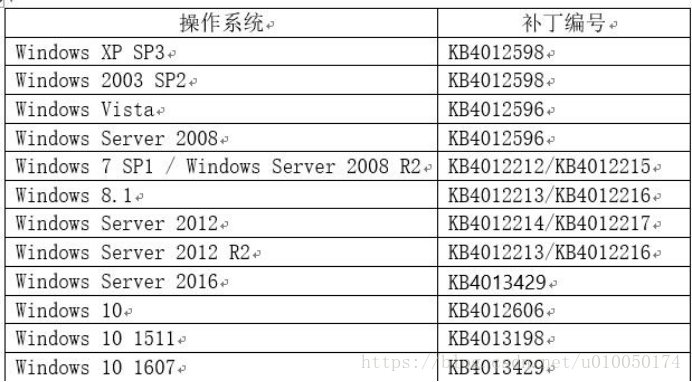 操作系统 补丁编号
Windows XP SP3 KB4012598
Windows 2003 SP2 KB4012598
Windows Vista KB4012596
Windows Server 2008 KB4012596
Windows 7 SP1 / Windows Server 2008 R2 KB4012212/KB4012215
Windows 8.1 KB4012213/KB4012216
Windows Server 2012 KB4012214/KB4012217
Windows Server 2012 R2 KB4012213/KB4012216
Windows Server 2016 KB4013429
Windows 10 KB4012606
Windows 10 1511 KB4013198
Windows 10 1607 KB4013429
https://blog.csdn.net/u010050174